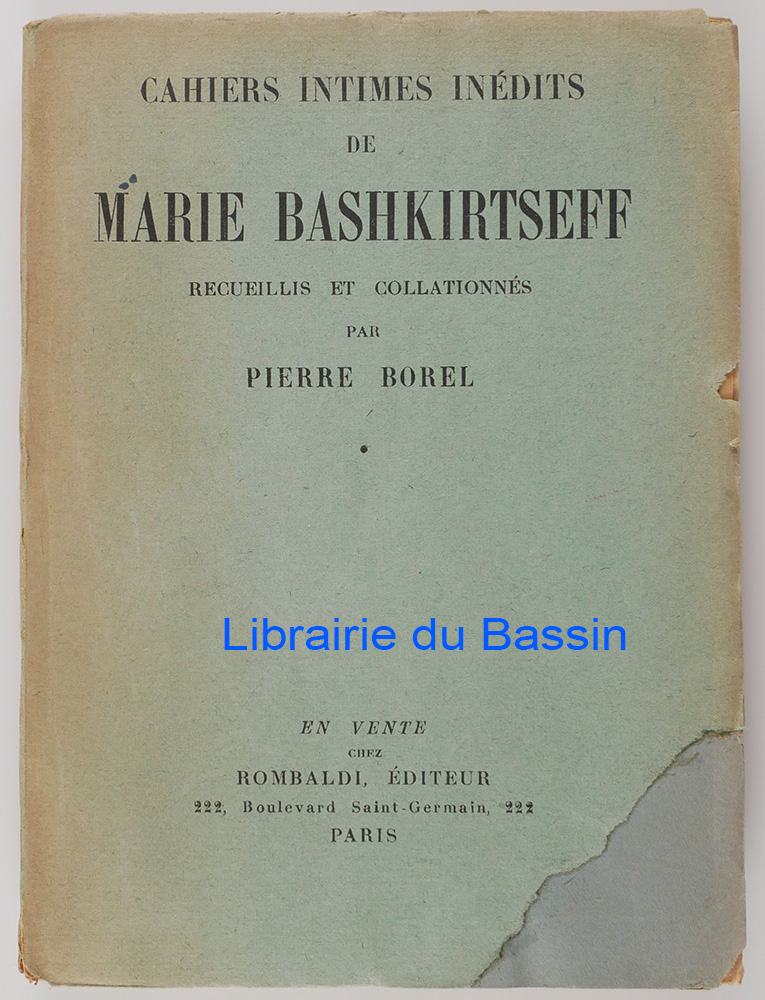 CAHIERS INTIMES INÉDITS
DE
MARIE BASHKIRTSEFF
RECUEILLIS ET COLLATIONNÉS
PAR
PIERRE BOREL
Librairie du Bassin
EN VENTE
CHEZ
ROMBALDI, ÉDITEUR
222, Boulevard Saint-Germain, 222
PARIS